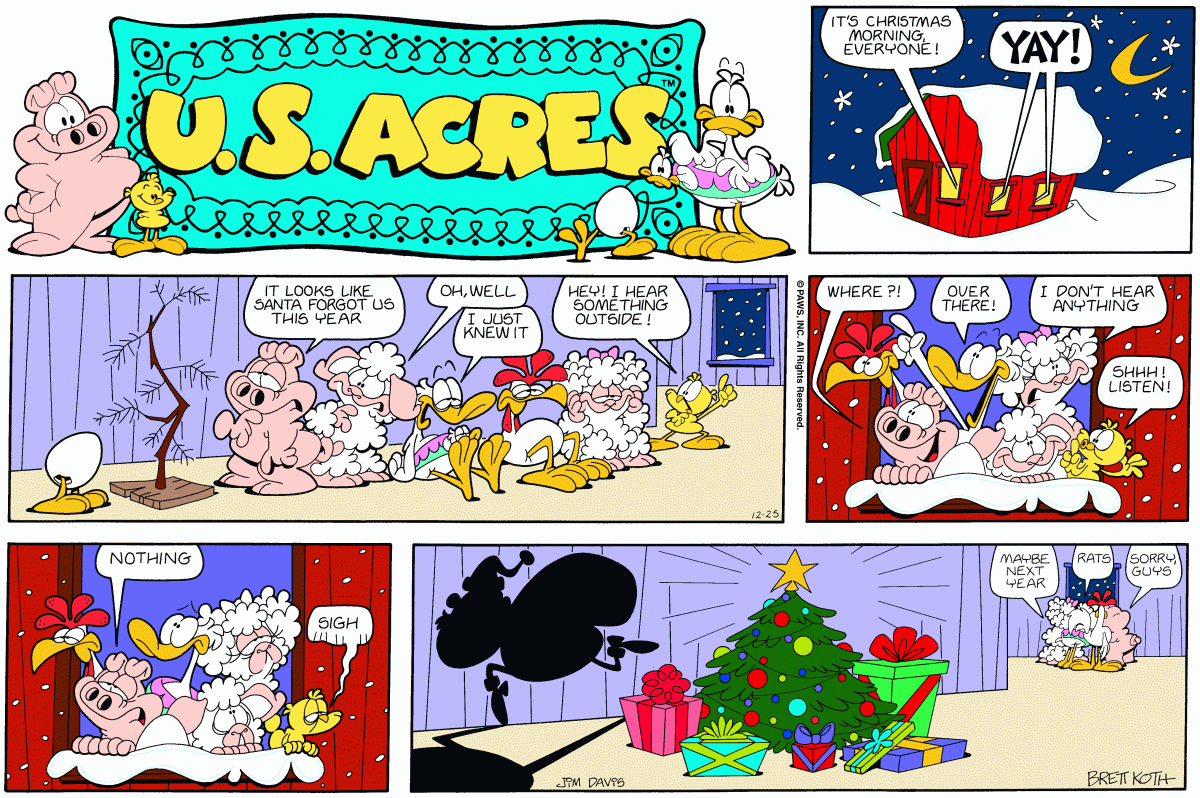 U.S. ACRES™
IT'S CHRISTMAS
MORNING,
EVERYONE!
YAY!
IT LOOKS LIKE
SANTA FORGOT US
THIS YEAR
OH, WELL
I JUST
KNEW IT
HEY! I HEAR
SOMETHING
OUTSIDE!
12-25
© PAWS, INC. All Rights Reserved.
WHERE?!
OVER
THERE!
I DON'T HEAR
ANYTHING
SHHH!
LISTEN!
NOTHING
SIGH
MAYBE
NEXT
YEAR
RATS
SORRY,
GUYS
JIM DAVIS
BRETT KOTH